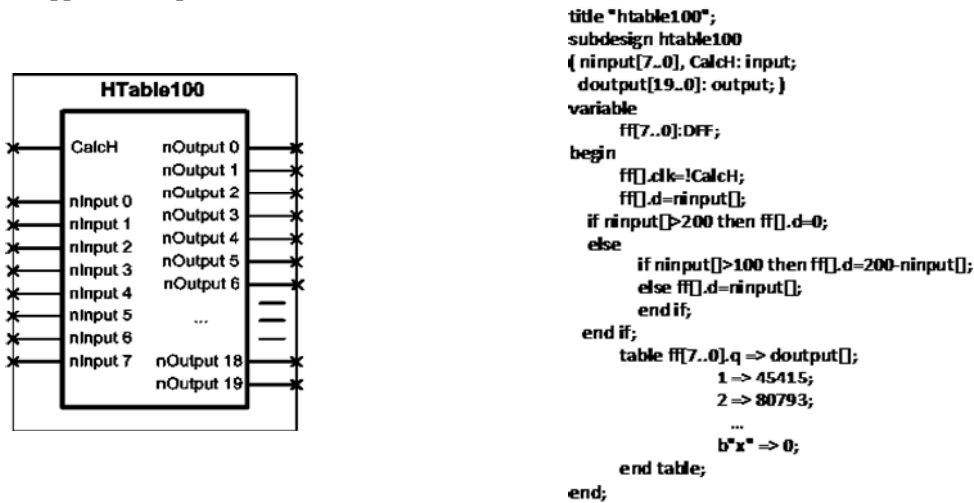 HTable100
CalcH
nInput 0
nInput 1
nInput 2
nInput 3
nInput 4
nInput 5
nInput 6
nInput 7
nOutput 0
nOutput 1
nOutput 2
nOutput 3
nOutput 4
nOutput 5
nOutput 6
...
nOutput 18
nOutput 19
title "htable100";
subdesign htable100
( ninput[7..0], CalcH: input;
doutput[19..0]: output; )
variable
ff[7..0]:DFF;
begin
ff[].clk=!CalcH;
ff[].d=ninput[];
if ninput[]>200 then ff[].d=0;
else
if ninput[]>100 then ff[].d=200-ninput[];
else ff[].d=ninput[];
end if;
end if;
table ff[7..0].q => doutput[];
1 => 45415;
2 => 80793;
...
b"x" => 0;
end table;
end;